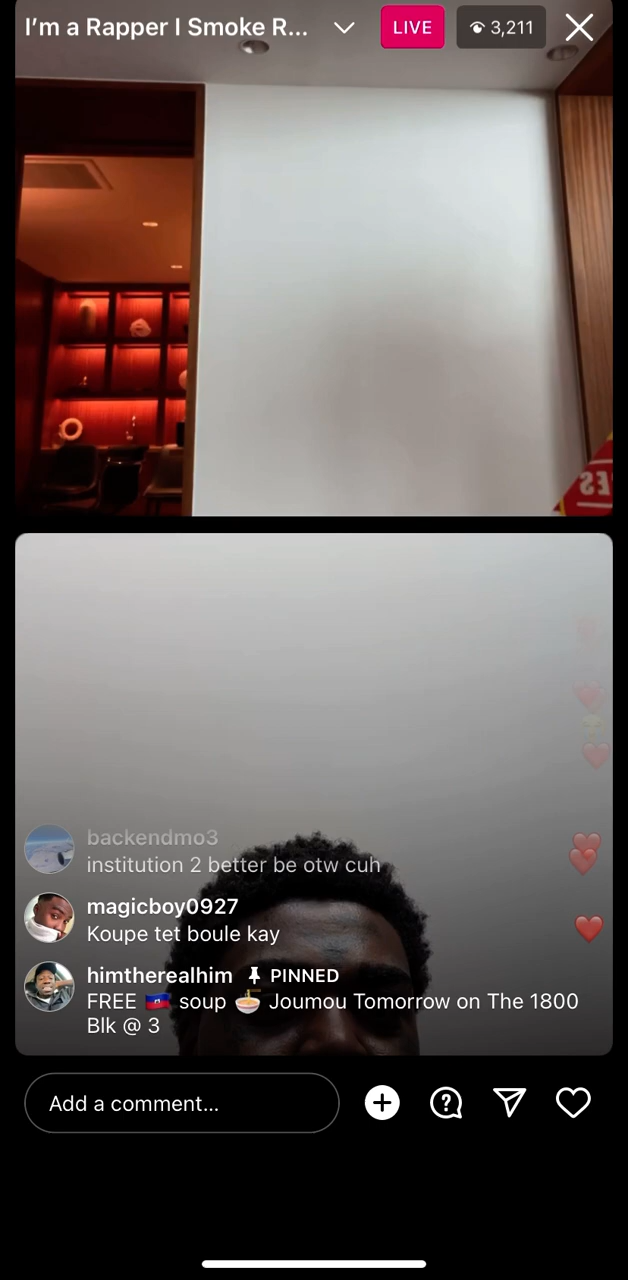 I'm a Rapper I Smoke R...
LIVE
3,211
backendmo3
institution 2 better be otw cuh
magicboy0927
Koupe tet boule kay
himtherealhim PINNED
FREE 🇭🇹 soup 🍜 Joumou Tomorrow on The 1800
Blk @ 3
Add a comment...